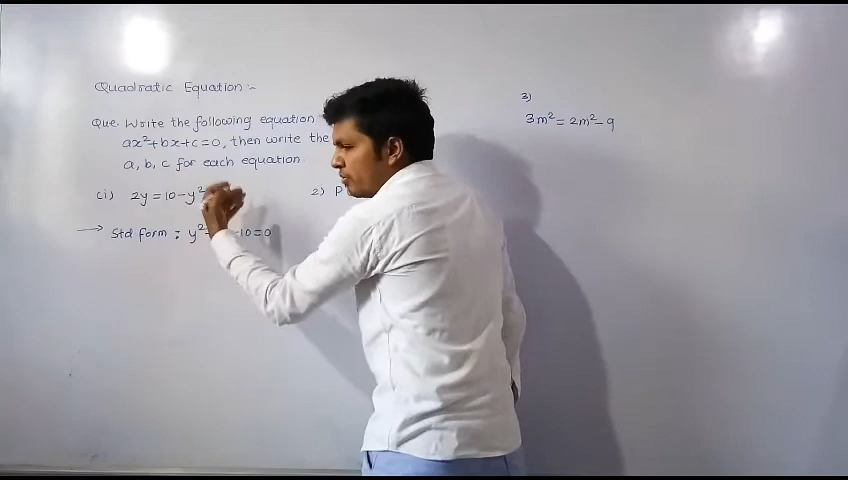 Quadratic Equation :-
Que. Write the following equation
ax²+bx+c=0, then write the
a, b, c for each equation
(i) 2y = 10-y²
2) P
→ Std form : y² -10=0
3)
3m² = 2m²-9